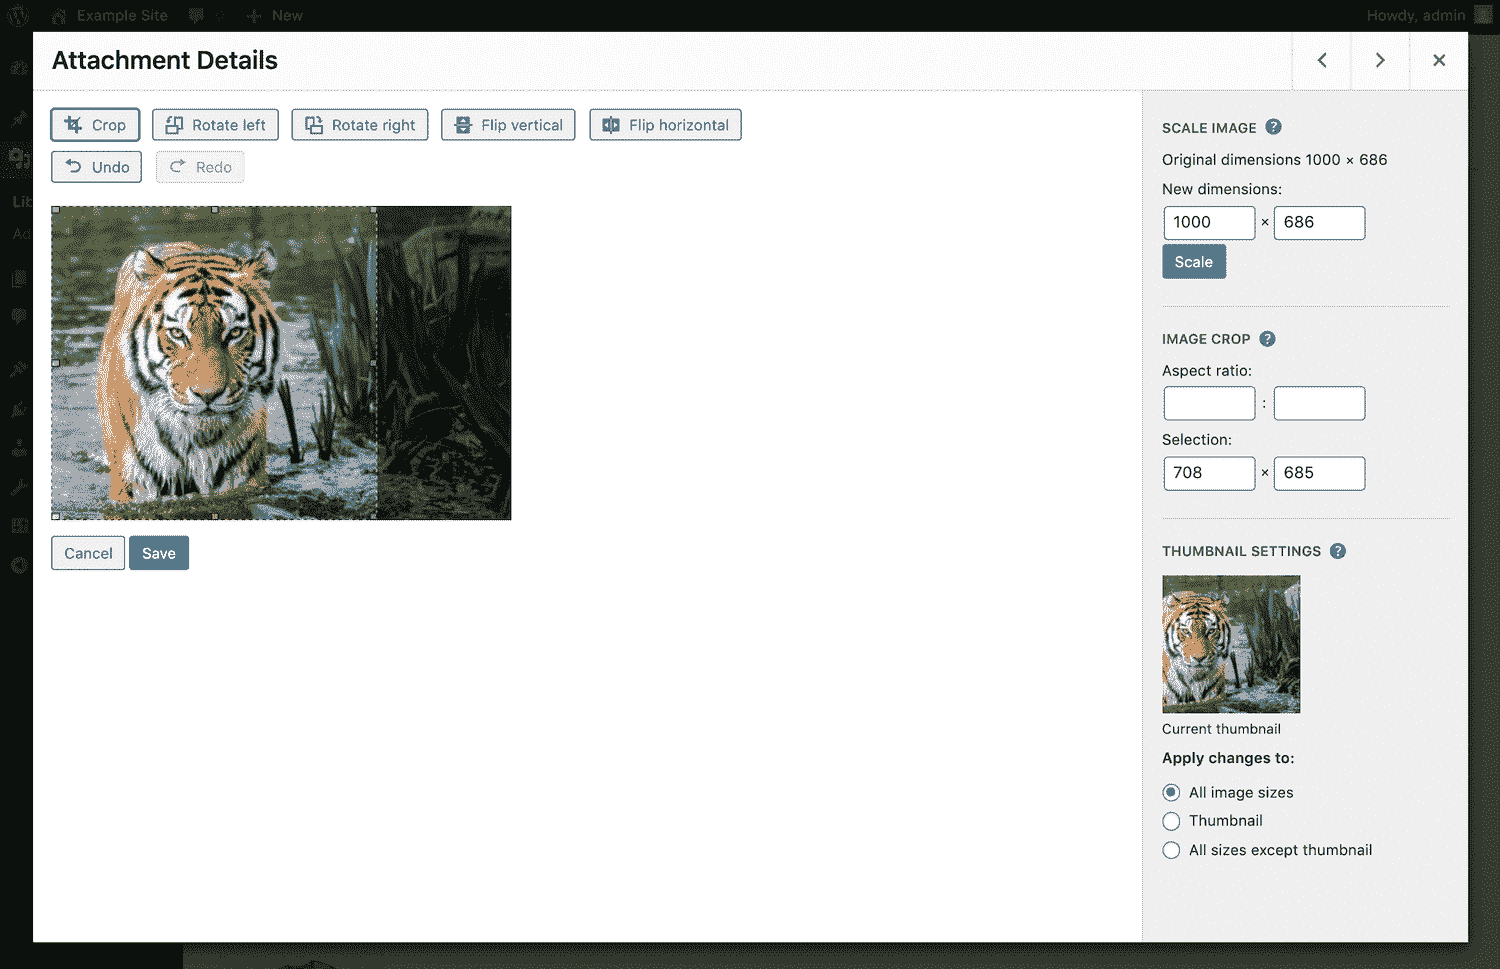 Example Site
New
Howdy, admin
Attachment Details
Crop
Rotate left
Rotate right
Flip vertical
Flip horizontal
Undo
Redo
Cancel
Save
SCALE IMAGE ?
Original dimensions 1000 × 686
New dimensions:
1000 × 686
Scale
IMAGE CROP ?
Aspect ratio:
:
Selection:
708 × 685
THUMBNAIL SETTINGS ?
Current thumbnail
Apply changes to:
All image sizes
Thumbnail
All sizes except thumbnail